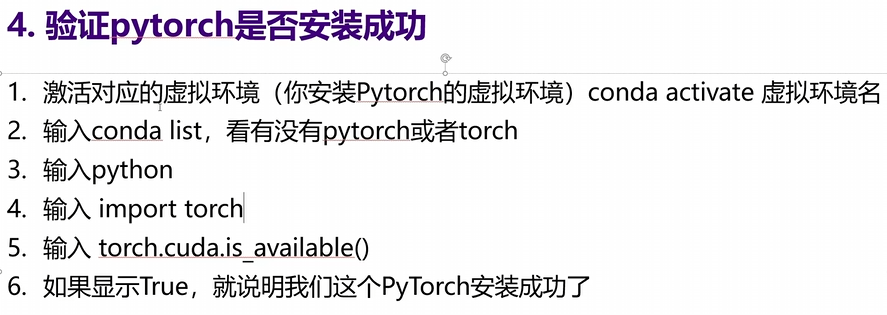 4. 验证pytorch是否安装成功
1. 激活对应的虚拟环境（你安装Pytorch的虚拟环境）conda activate 虚拟环境名
2. 输入conda list，看有没有pytorch或者torch
3. 输入python
4. 输入 import torch
5. 输入 torch.cuda.is_available()
6. 如果显示True，就说明我们这个PyTorch安装成功了